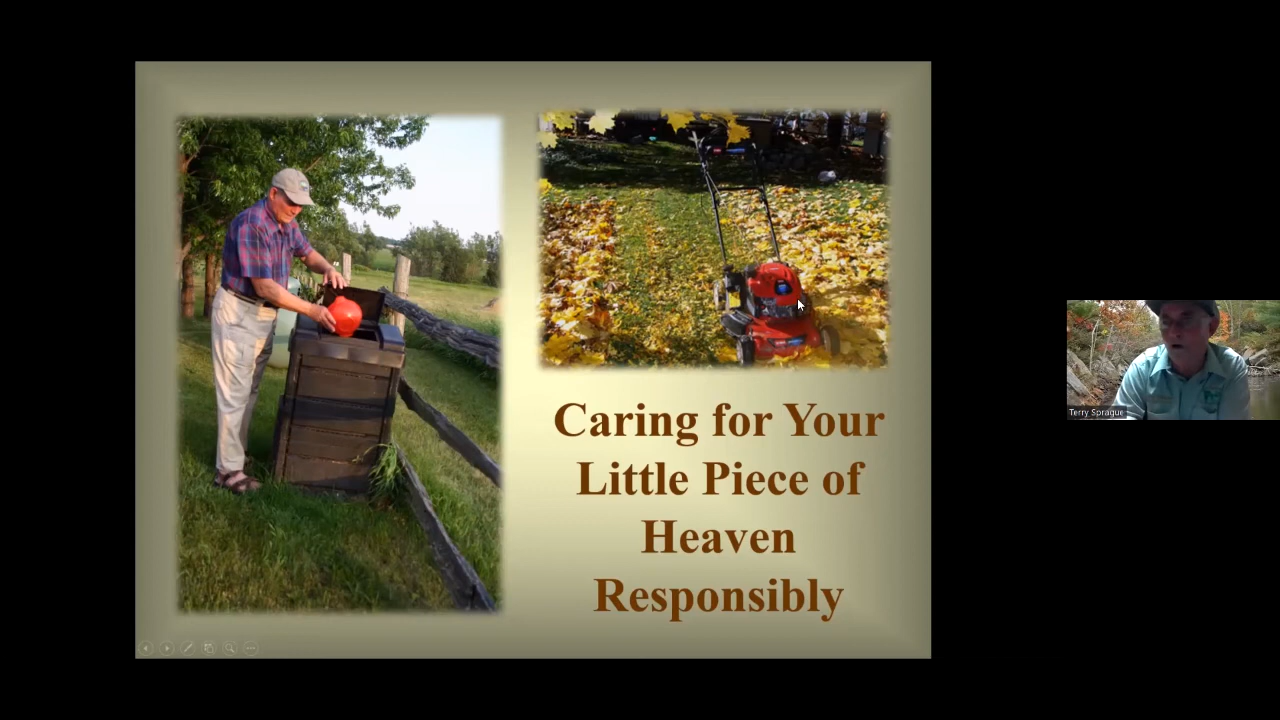 Caring for Your
Little Piece of
Heaven
Responsibly
Terry Sprague